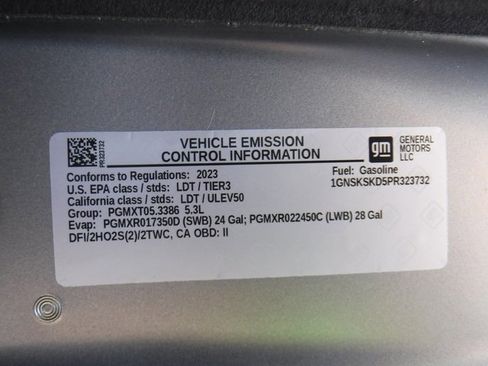 PR323732
VEHICLE EMISSION
CONTROL INFORMATION
gm
GENERAL
MOTORS
LLC
Conforms to Regulations: 2023
Fuel: Gasoline
U.S. EPA class / stds: LDT / TIER3
1GNSKSKD5PR323732
California class / stds: LDT / ULEV50
Group: PGMXT05.3386 5.3L
Evap: PGMXR017350D (SWB) 24 Gal; PGMXR022450C (LWB) 28 Gal
DFI/2HO2S(2)/2TWC, CA OBD: II